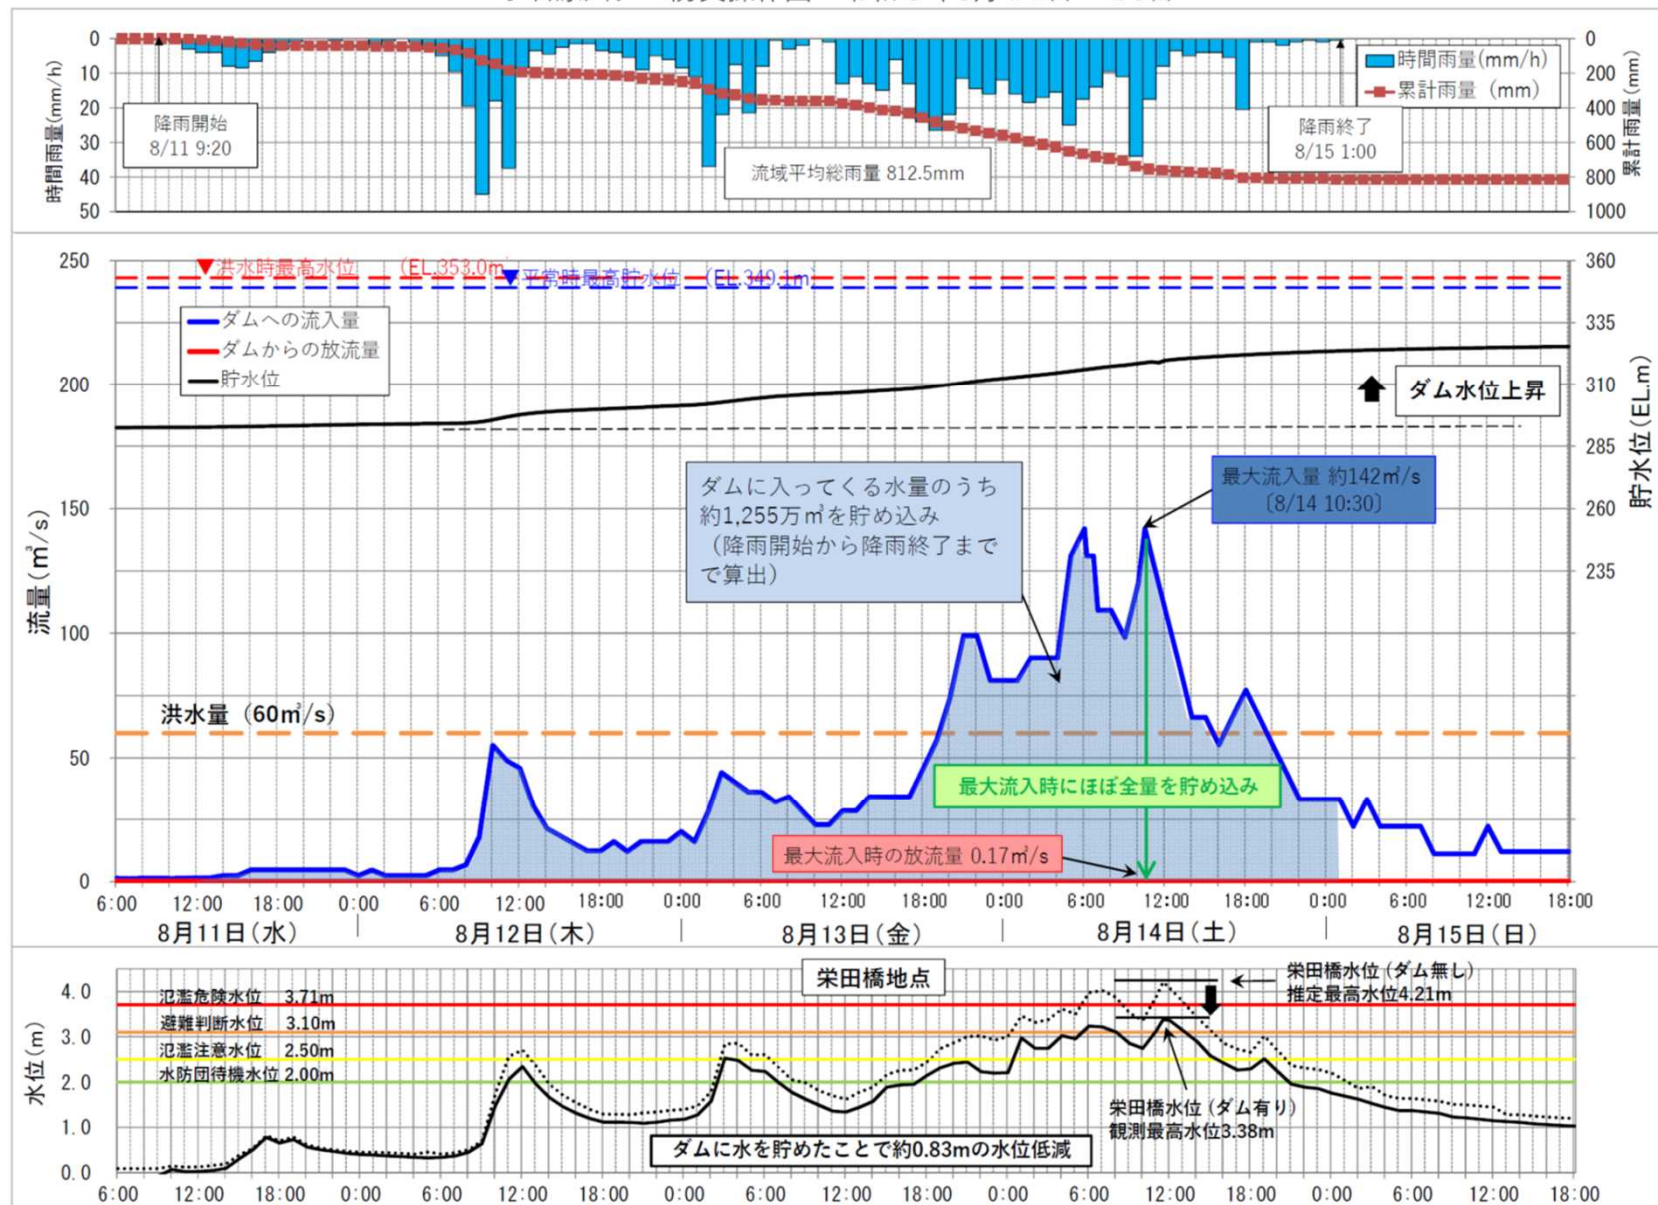 時間雨量(mm/h)
0
10
20
30
40
50
降雨開始
8/11 9:20
流域平均総雨量 812.5mm
降雨終了
8/15 1:00
時間雨量(mm/h)
累計雨量（mm）
0
200
400
600
800
1000
累計雨量(mm)
流量(㎥/s)
250
200
150
100
50
0
▼洪水時最高水位 （EL.353.0m
▼平常時最高貯水位 （EL.349.1m）
ダムへの流入量
ダムからの放流量
貯水位
360
335
310
285
260
235
貯水位(EL.m)
ダム水位上昇
ダムに入ってくる水量のうち
約1,255万㎥を貯め込み
（降雨開始から降雨終了まで
で算出）
最大流入量 約142㎥/s
〔8/14 10:30〕
洪水量（60㎥/s）
最大流入時にほぼ全量を貯め込み
最大流入時の放流量 0.17㎥/s
6:00 12:00 18:00 0:00 6:00 12:00 18:00 0:00 6:00 12:00 18:00 0:00 6:00 12:00 18:00 0:00 6:00 12:00 18:00
8月11日(水) 8月12日(木) 8月13日(金) 8月14日(土) 8月15日(日)
栄田橋地点
水位(m)
4.0
3.0
2.0
1.0
0.0
氾濫危険水位 3.71m
避難判断水位 3.10m
氾濫注意水位 2.50m
水防団待機水位 2.00m
栄田橋水位 (ダム無し)
推定最高水位4.21m
栄田橋水位 (ダム有り)
観測最高水位3.38m
ダムに水を貯めたことで約0.83mの水位低減
6:00 12:00 18:00 0:00 6:00 12:00 18:00 0:00 6:00 12:00 18:00 0:00 6:00 12:00 18:00 0:00 6:00 12:00 18:00